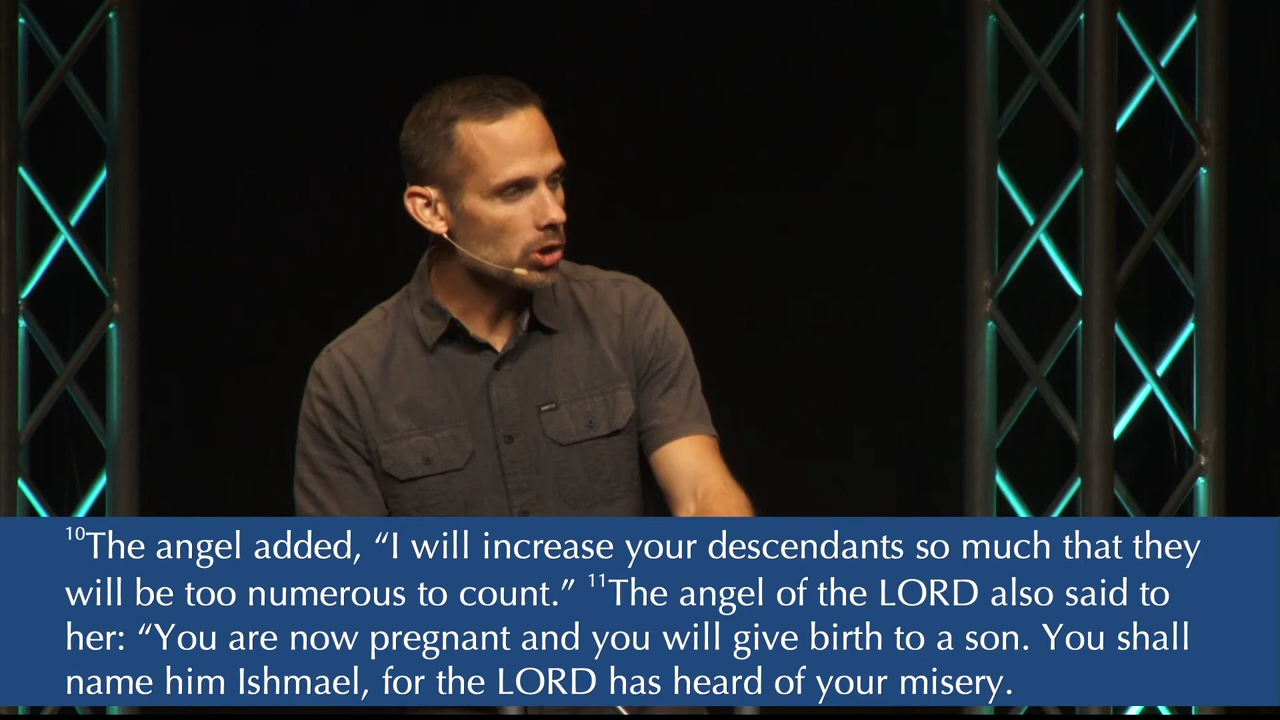 ¹⁰The angel added, “I will increase your descendants so much that they
will be too numerous to count.” ¹¹The angel of the LORD also said to
her: “You are now pregnant and you will give birth to a son. You shall
name him Ishmael, for the LORD has heard of your misery.